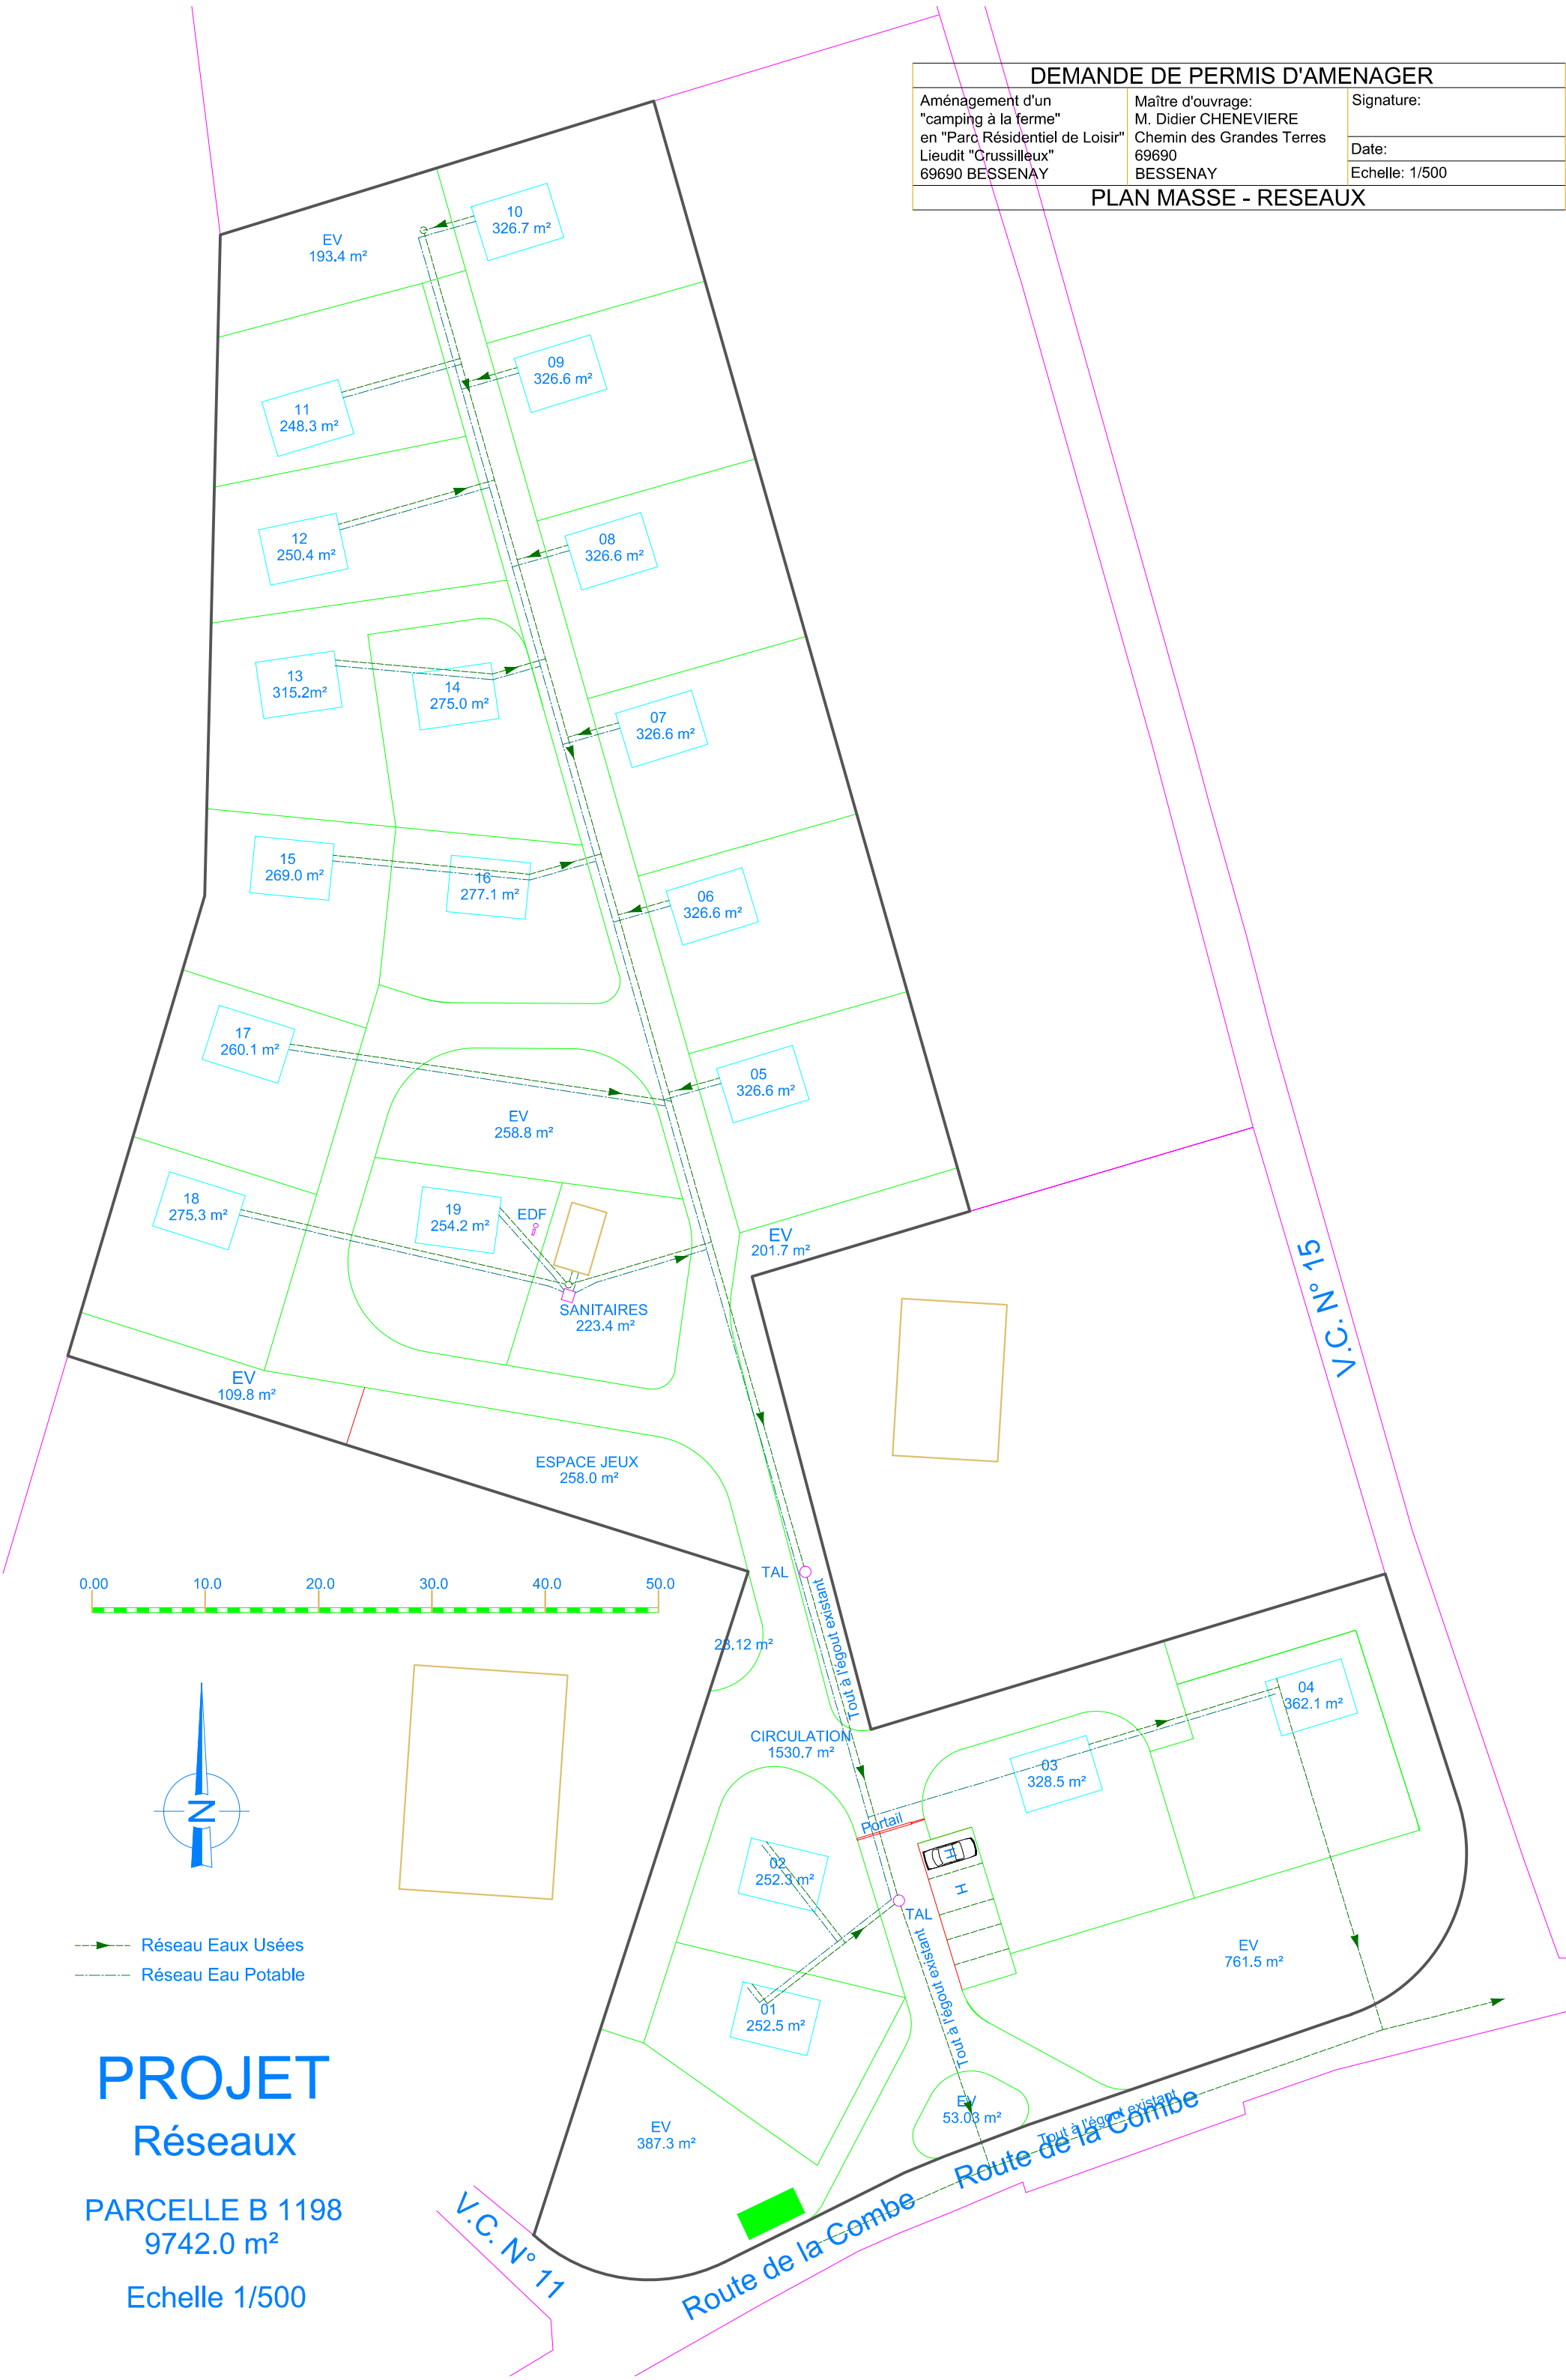 DEMANDE DE PERMIS D'AMENAGER
Aménagement d'un
"camping à la ferme"
en "Parc Résidentiel de Loisir"
Lieudit "Crussilleux"
69690 BESSENAY
Maître d'ouvrage:
M. Didier CHENEVIERE
Chemin des Grandes Terres
69690
BESSENAY
Signature:
Date:
Echelle: 1/500
PLAN MASSE - RESEAUX
10
326.7 m²
EV
193.4 m²
09
326.6 m²
11
248.3 m²
12
250.4 m²
08
326.6 m²
13
315.2m²
14
275.0 m²
07
326.6 m²
15
269.0 m²
16
277.1 m²
06
326.6 m²
17
260.1 m²
05
326.6 m²
EV
258.8 m²
18
275,3 m²
19
254.2 m²
EDF
EV
201.7 m²
SANITAIRES
223.4 m²
V.C. N° 15
EV
109.8 m²
ESPACE JEUX
258.0 m²
TAL
Tout à l'égout existant
0.00 10.0 20.0 30.0 40.0 50.0
28.12 m²
04
362.1 m²
CIRCULATION
1530.7 m²
03
328.5 m²
Portail
N
02
252.3 m²
H
H
TAL
Tout à l'égout existant
Réseau Eaux Usées
Réseau Eau Potable
EV
761.5 m²
01
252.5 m²
PROJET
Réseaux
PARCELLE B 1198
9742.0 m²
Echelle 1/500
EV
53.03 m²
EV
387.3 m²
Tout à l'égout existant
Route de la Combe
Route de la Combe
V.C. N° 11